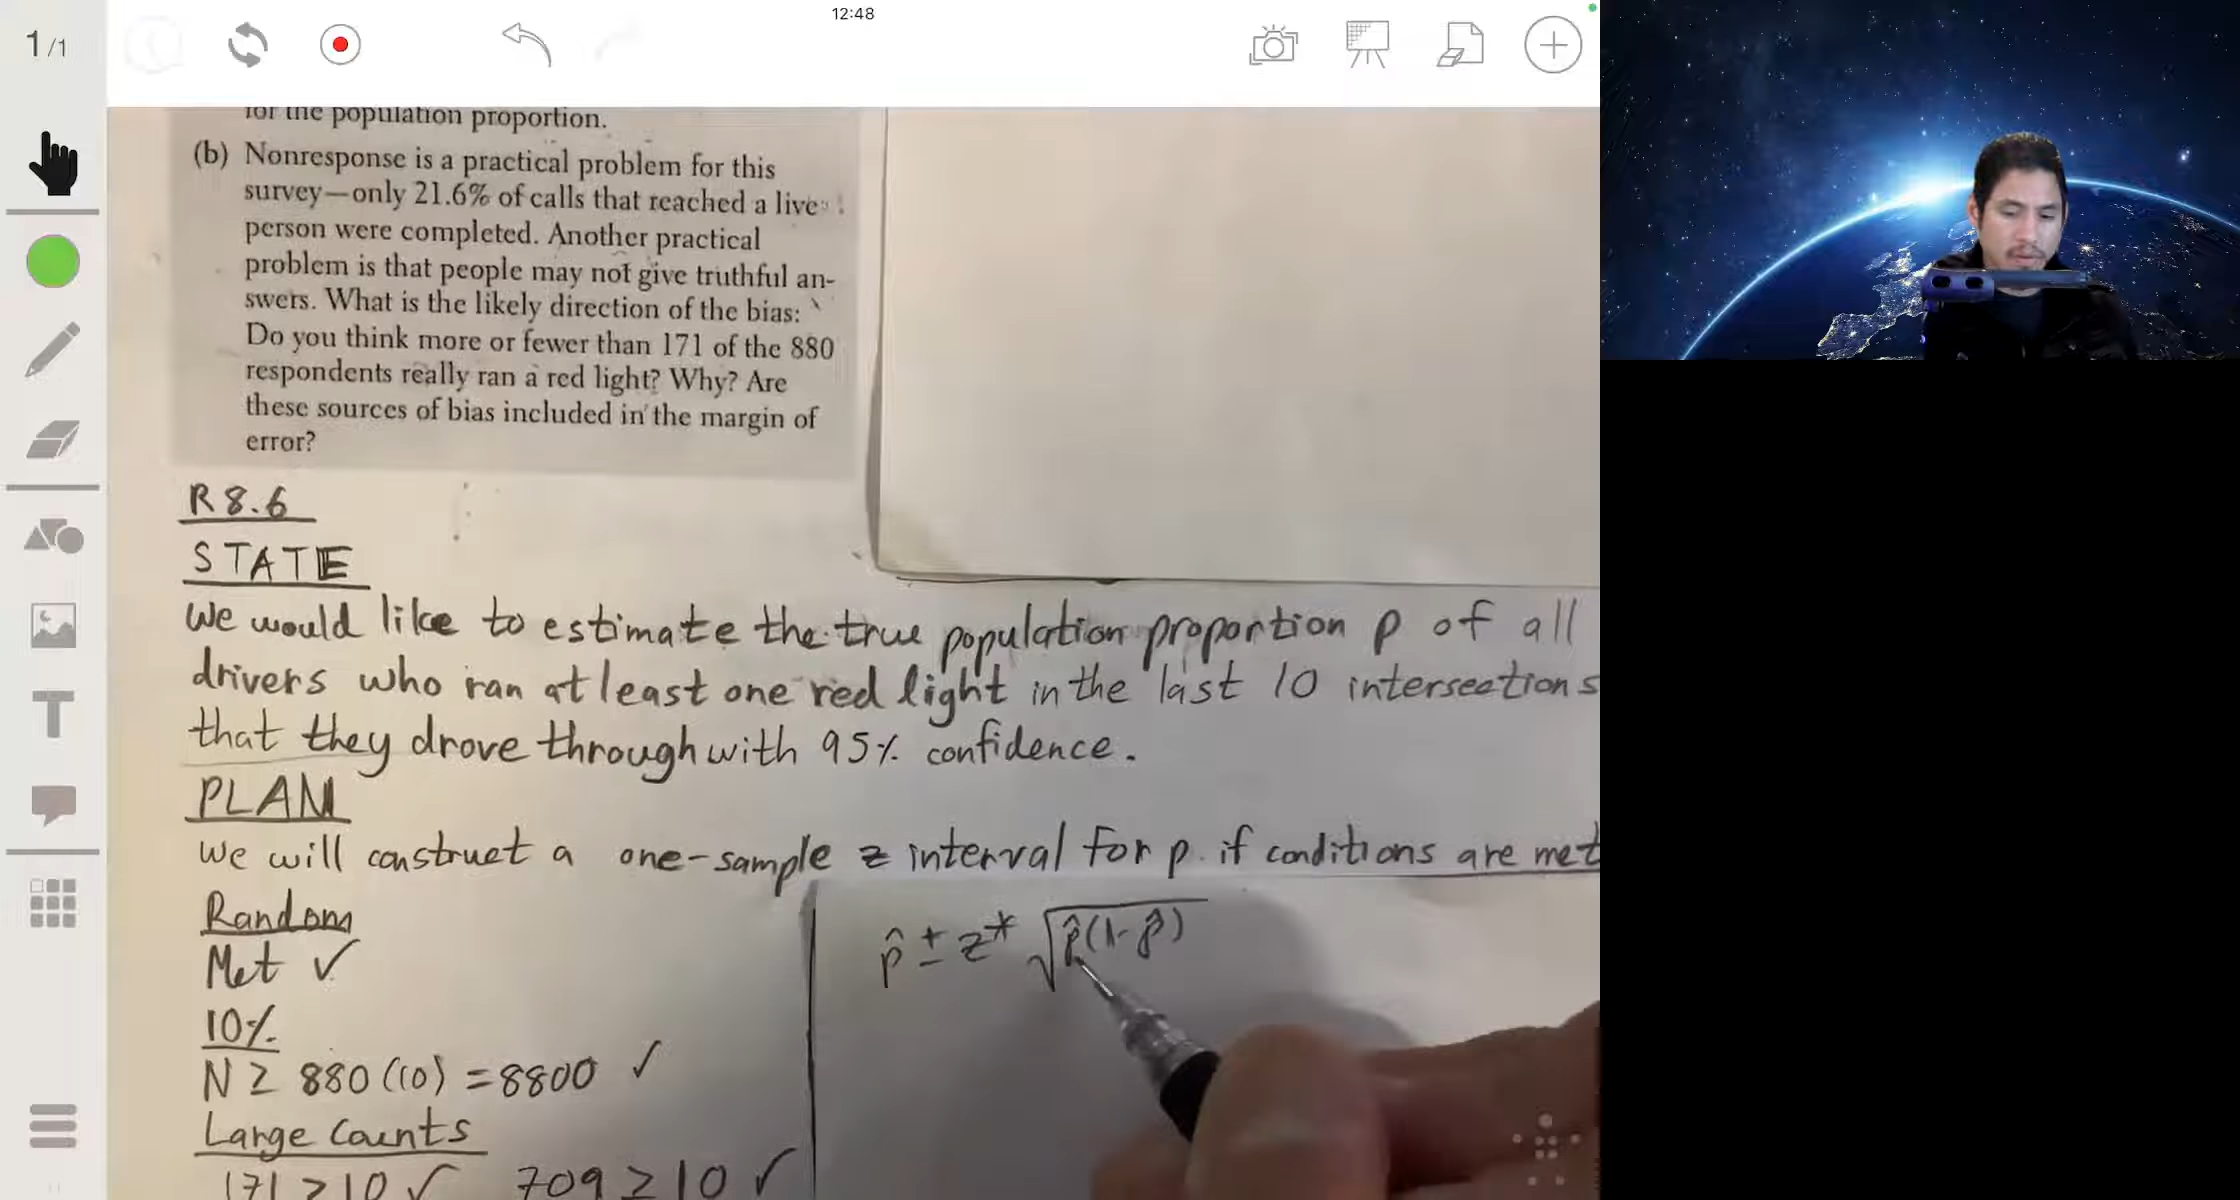 12:48
1/1
for the population proportion.
(b) Nonresponse is a practical problem for this
survey—only 21.6% of calls that reached a live
person were completed. Another practical
problem is that people may not give truthful an-
swers. What is the likely direction of the bias:
Do you think more or fewer than 171 of the 880
respondents really ran a red light? Why? Are
these sources of bias included in the margin of
error?
R 8.6
STATE
We would like to estimate the true population proportion p of all
drivers who ran at least one red light in the last 10 intersections
that they drove through with 95% confidence.
PLAN
We will construct a one-sample z interval for p if conditions are met
Random
Met ✓
p̂ ± z* √p̂(1-p̂)
10%
N ≥ 880(10) = 8800 ✓
Large Counts
171 ≥ 10 ✓ 709 ≥ 10 ✓
T